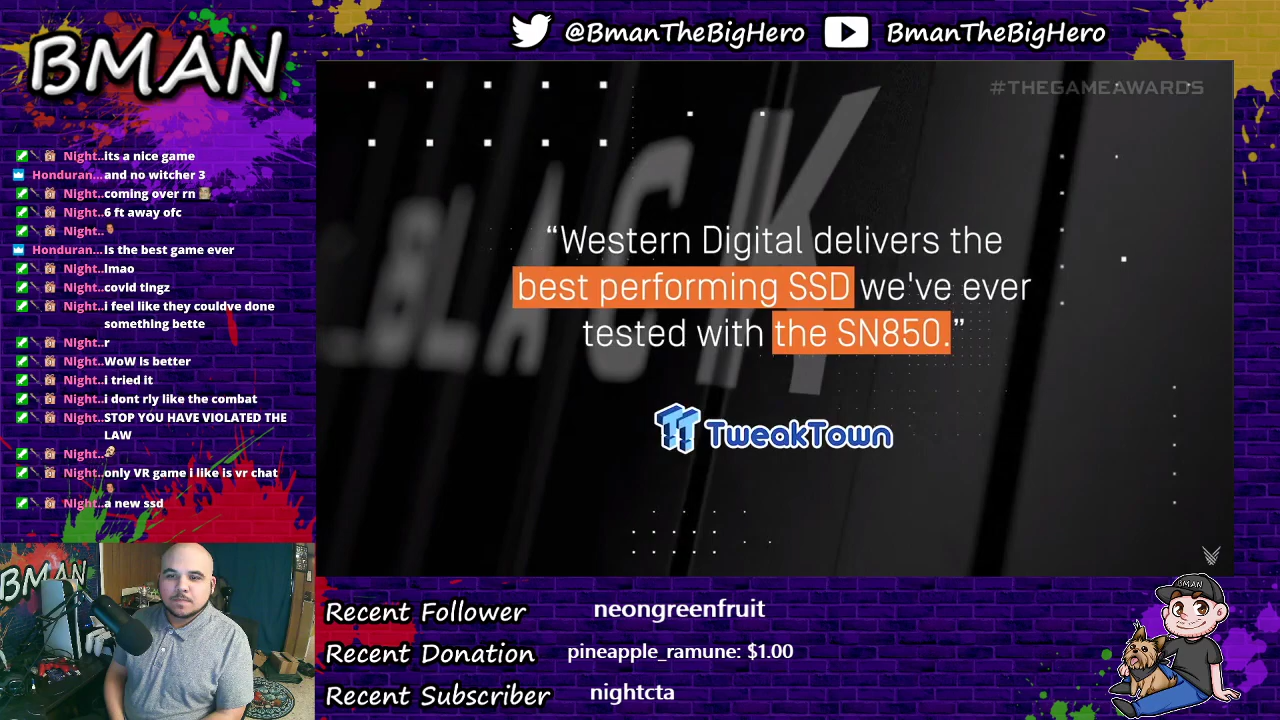 BMAN
@BmanTheBigHero
BmanTheBigHero
Night..its a nice game
Honduran...and no witcher 3
Night..coming over rn
Night..6 ft away ofc
Night..
Honduran...Is the best game ever
Night..lmao
Night..covid tingz
Night..i feel like they couldve done
something bette
Night..r
Night..WoW is better
Night..i tried it
Night..i dont rly like the combat
Night..STOP YOU HAVE VIOLATED THE
LAW
Night..
Night..only VR game i like is vr chat
Night..a new ssd
#THEGAMEAWARDS
BLACK
“Western Digital delivers the
best performing SSD we've ever
tested with the SN850.”
TweakTown
BMAN
Recent Follower neongreenfruit
Recent Donation pineapple_ramune: $1.00
Recent Subscriber nightcta
BMAN